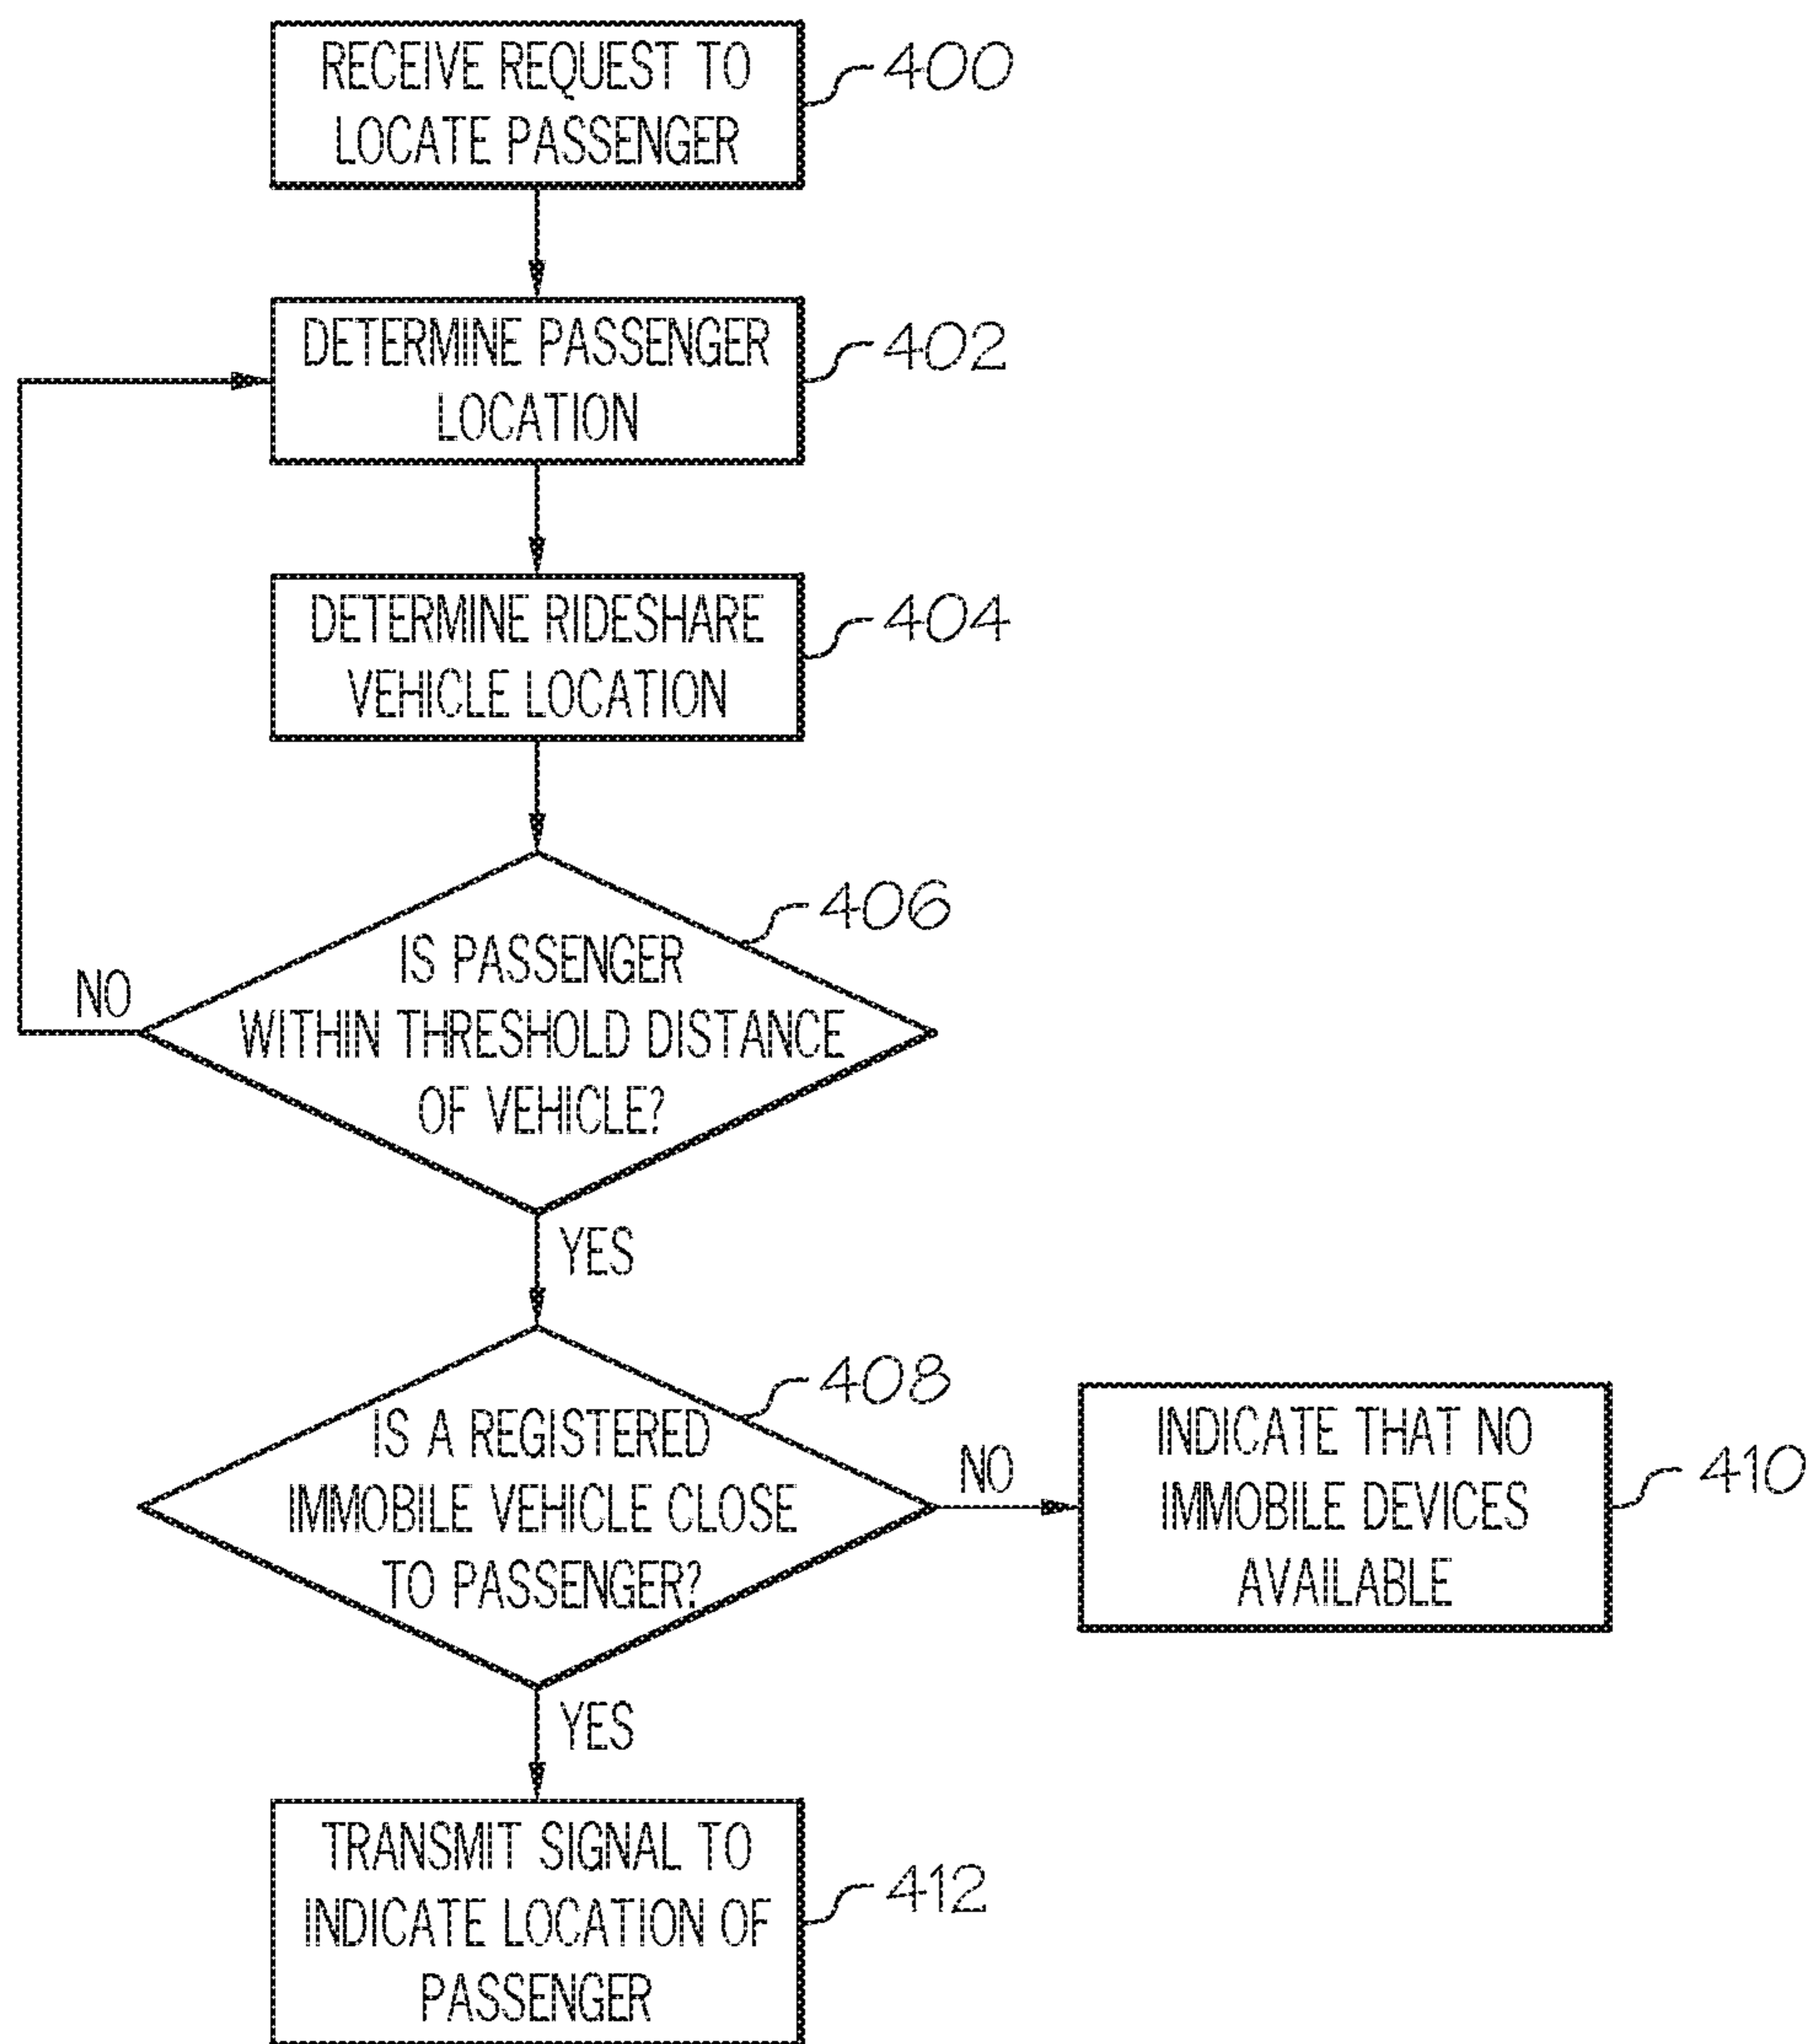 RECEIVE REQUEST TO
LOCATE PASSENGER
400
DETERMINE PASSENGER
LOCATION
402
DETERMINE RIDESHARE
VEHICLE LOCATION
404
IS PASSENGER
WITHIN THRESHOLD DISTANCE
OF VEHICLE?
406
NO
YES
IS A REGISTERED
IMMOBILE VEHICLE CLOSE
TO PASSENGER?
408
NO
INDICATE THAT NO
IMMOBILE DEVICES
AVAILABLE
410
YES
TRANSMIT SIGNAL TO
INDICATE LOCATION OF
PASSENGER
412